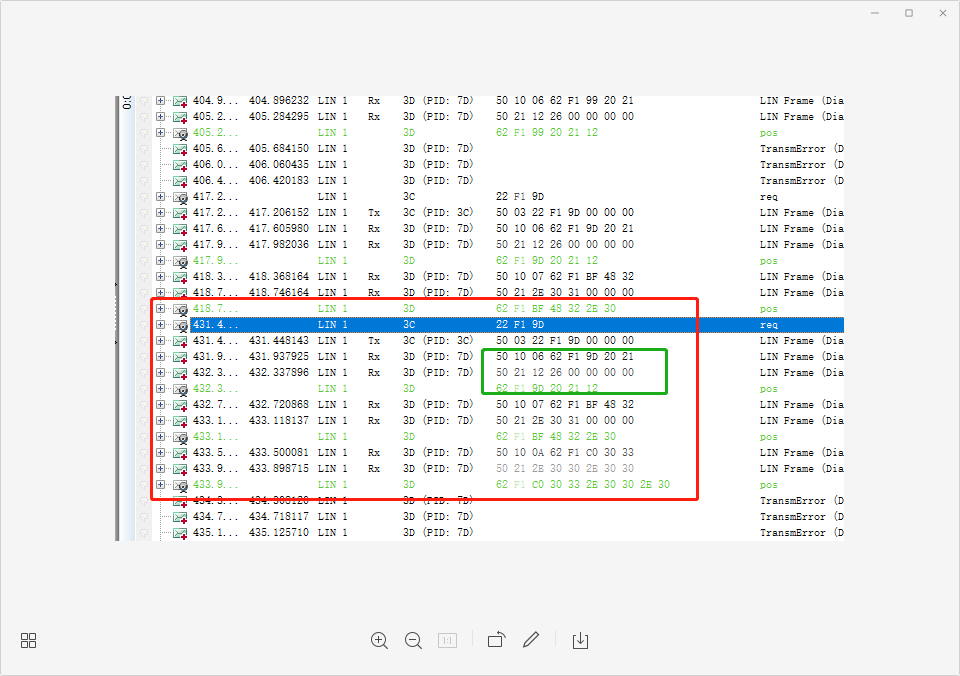 404.9... 404.896232 LIN 1 Rx 3D (PID: 7D) 50 10 06 62 F1 99 20 21 LIN Frame (Dia
405.2... 405.284295 LIN 1 Rx 3D (PID: 7D) 50 21 12 26 00 00 00 00 LIN Frame (Dia
405.2... LIN 1 3D 62 F1 99 20 21 12 pos
405.6... 405.684150 LIN 1 3D (PID: 7D) TransmError (D
406.0... 406.060435 LIN 1 3D (PID: 7D) TransmError (D
406.4... 406.420183 LIN 1 3D (PID: 7D) TransmError (D
417.2... LIN 1 3C 22 F1 9D req
417.2... 417.206152 LIN 1 Tx 3C (PID: 3C) 50 03 22 F1 9D 00 00 00 LIN Frame (Dia
417.6... 417.605980 LIN 1 Rx 3D (PID: 7D) 50 10 06 62 F1 9D 20 21 LIN Frame (Dia
417.9... 417.982036 LIN 1 Rx 3D (PID: 7D) 50 21 12 26 00 00 00 00 LIN Frame (Dia
417.9... LIN 1 3D 62 F1 9D 20 21 12 pos
418.3... 418.368164 LIN 1 Rx 3D (PID: 7D) 50 10 07 62 F1 BF 48 32 LIN Frame (Dia
418.7... 418.746164 LIN 1 Rx 3D (PID: 7D) 50 21 2E 30 31 00 00 00 LIN Frame (Dia
418.7... LIN 1 3D 62 F1 BF 48 32 2E 30 pos
431.4... LIN 1 3C 22 F1 9D req
431.4... 431.448143 LIN 1 Tx 3C (PID: 3C) 50 03 22 F1 9D 00 00 00 LIN Frame (Dia
431.9... 431.937925 LIN 1 Rx 3D (PID: 7D) 50 10 06 62 F1 9D 20 21 LIN Frame (Dia
432.3... 432.337896 LIN 1 Rx 3D (PID: 7D) 50 21 12 26 00 00 00 00 LIN Frame (Dia
432.3... LIN 1 3D 62 F1 9D 20 21 12 pos
432.7... 432.720868 LIN 1 Rx 3D (PID: 7D) 50 10 07 62 F1 BF 48 32 LIN Frame (Dia
433.1... 433.118137 LIN 1 Rx 3D (PID: 7D) 50 21 2E 30 31 00 00 00 LIN Frame (Dia
433.1... LIN 1 3D 62 F1 BF 48 32 2E 30 pos
433.5... 433.500081 LIN 1 Rx 3D (PID: 7D) 50 10 0A 62 F1 C0 30 33 LIN Frame (Dia
433.9... 433.898715 LIN 1 Rx 3D (PID: 7D) 50 21 2E 30 30 2E 30 30 LIN Frame (Dia
433.9... LIN 1 3D 62 F1 C0 30 33 2E 30 30 2E 30 pos
434.3... 434.308120 LIN 1 3D (PID: 7D) TransmError (D
434.7... 434.718117 LIN 1 3D (PID: 7D) TransmError (D
435.1... 435.125710 LIN 1 3D (PID: 7D) TransmError (D
1:1